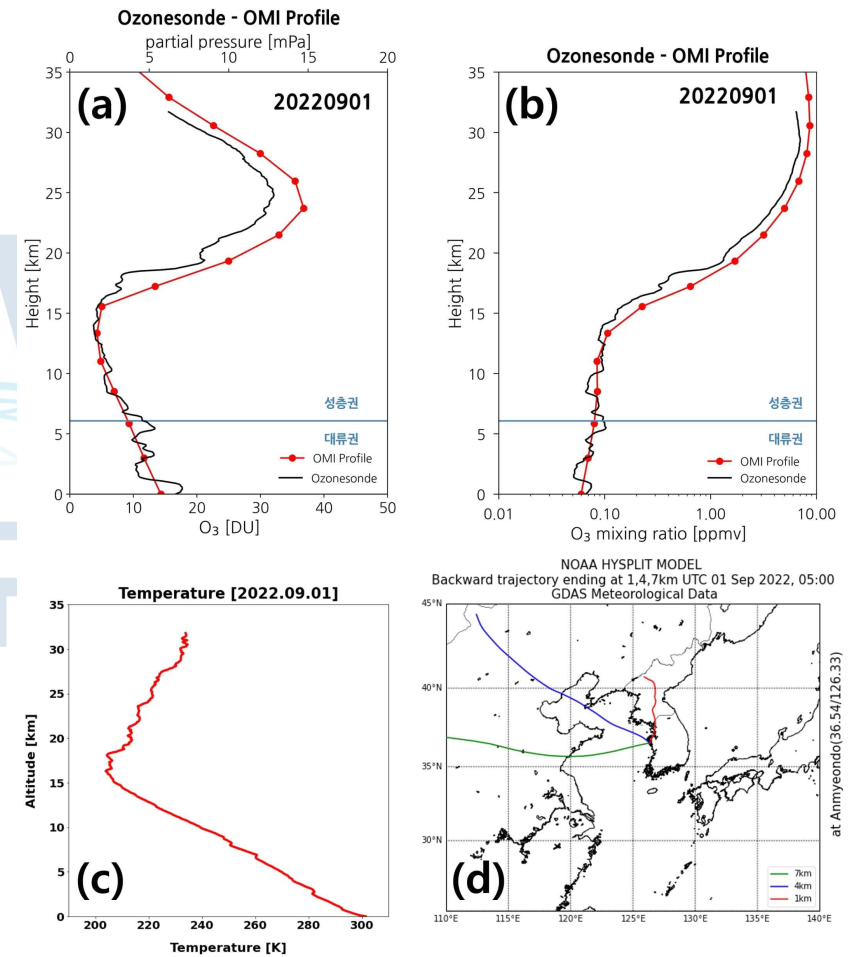 Ozonesonde - OMI Profile
partial pressure [mPa]
0 5 10 15 20
(a)
20220901
35
30
25
20
15
10
5
0
Height [km]
성층권
대류권
OMI Profile
Ozonesonde
0 10 20 30 40 50
O₃ [DU]
Ozonesonde - OMI Profile
(b)
20220901
35
30
25
20
15
10
5
0
Height [km]
성층권
대류권
OMI Profile
Ozonesonde
0.01 0.10 1.00 10.00
O₃ mixing ratio [ppmv]
Temperature [2022.09.01]
35
30
25
20
15
10
5
0
Altitude [km]
(c)
200 220 240 260 280 300
Temperature [K]
NOAA HYSPLIT MODEL
Backward trajectory ending at 1,4,7km UTC 01 Sep 2022, 05:00
GDAS Meteorological Data
45°N
40°N
35°N
30°N
(d)
7km
4km
1km
110°E 115°E 120°E 125°E 130°E 135°E 140°E
at Anmyeondo(36.54/126.33)